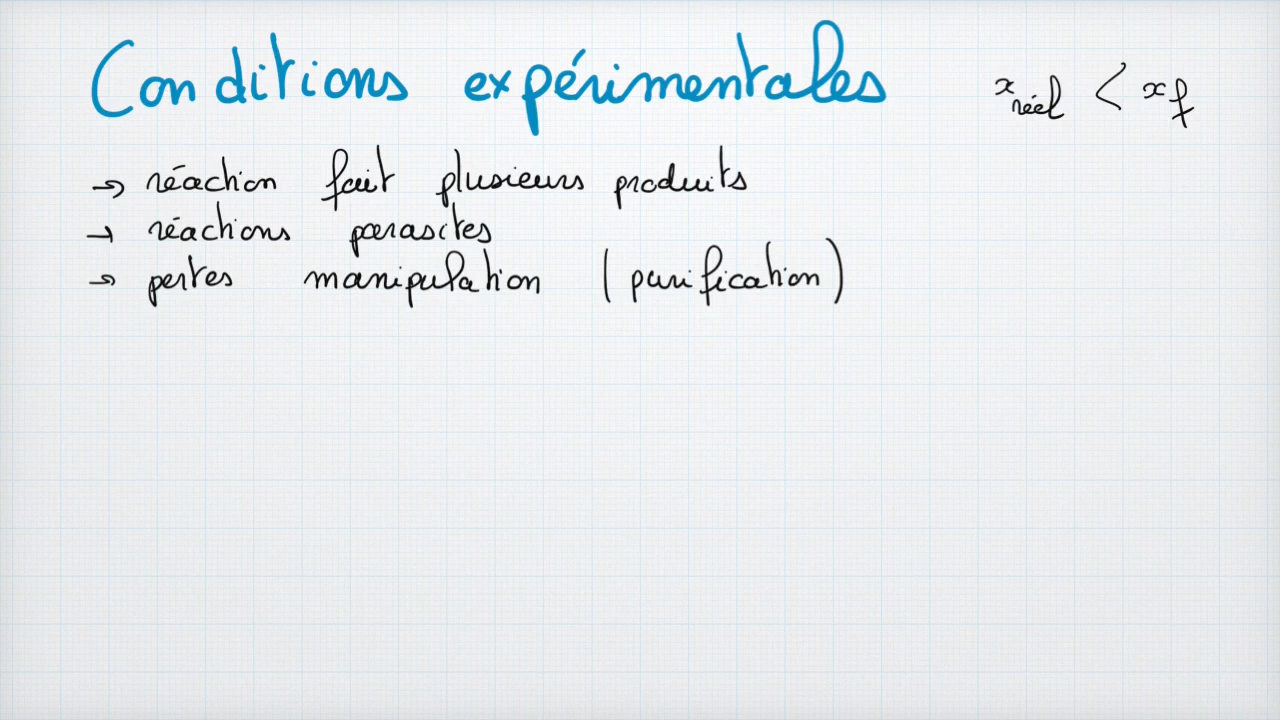 Conditions expérimentales
x réel < xf
→ réaction fait plusieurs produits
→ réactions parasites
→ pertes manipulation (purification)